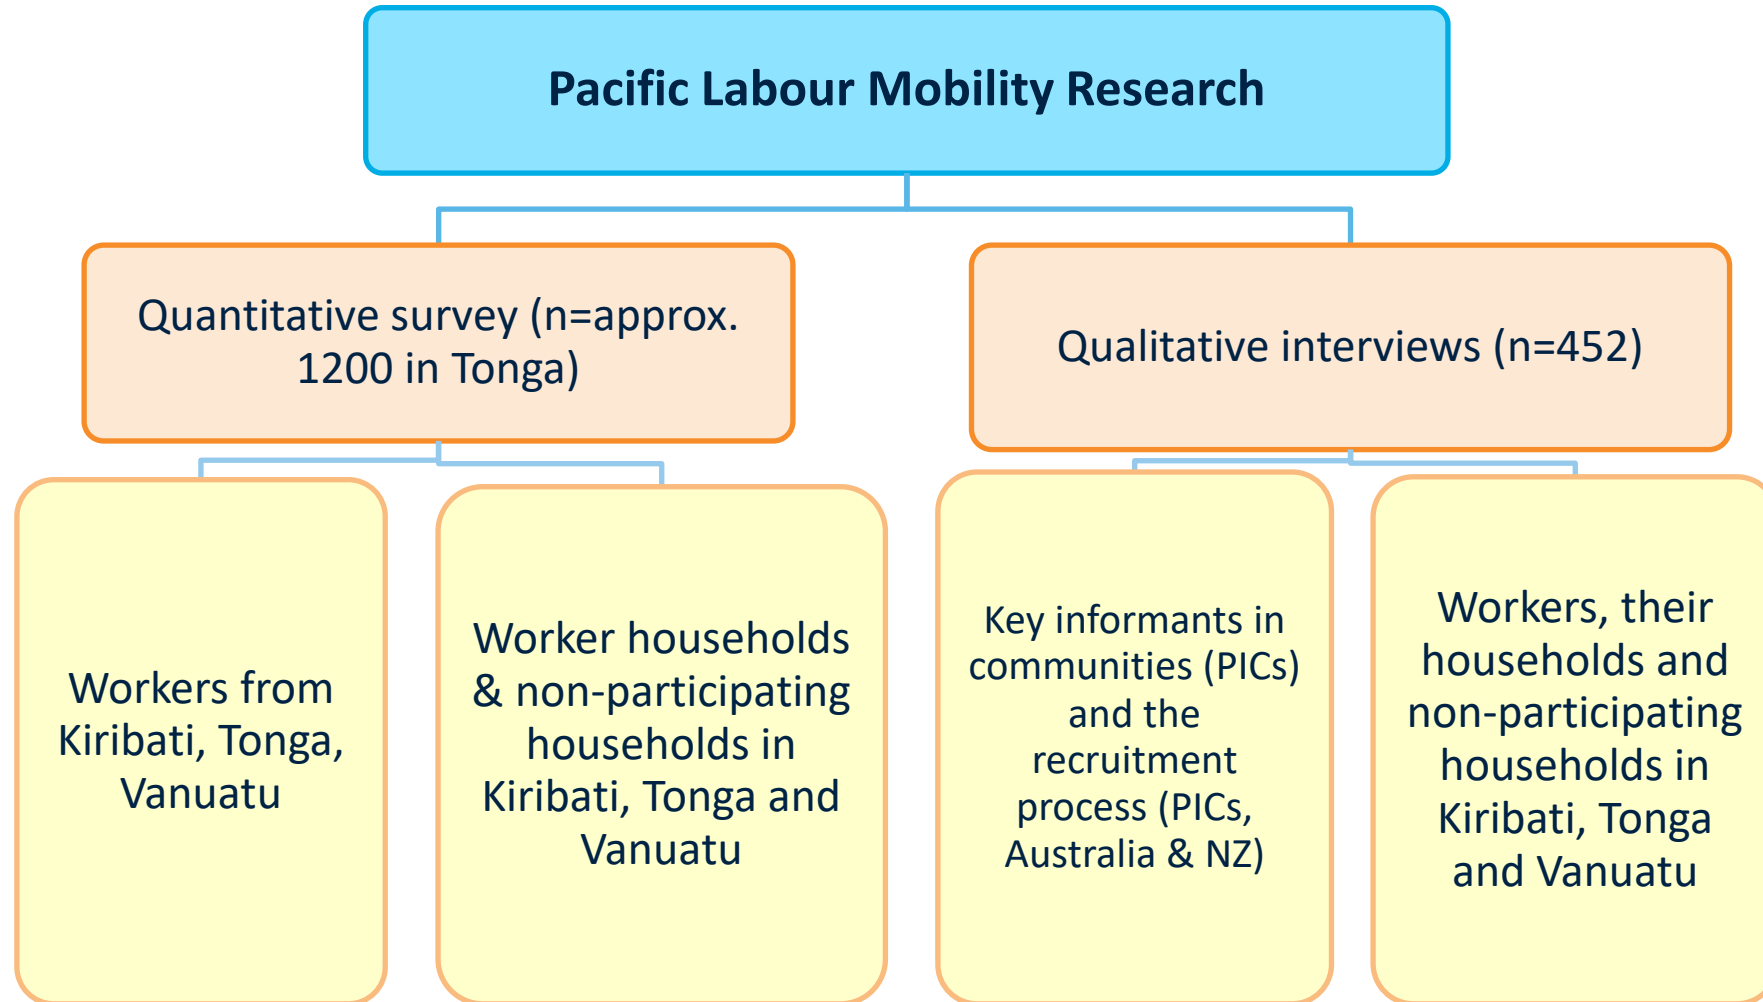 Pacific Labour Mobility Research
Quantitative survey (n=approx.
1200 in Tonga)
Qualitative interviews (n=452)
Workers from
Kiribati, Tonga,
Vanuatu
Worker households
& non-participating
households in
Kiribati, Tonga and
Vanuatu
Key informants in
communities (PICs)
and the
recruitment
process (PICs,
Australia & NZ)
Workers, their
households and
non-participating
households in
Kiribati, Tonga
and Vanuatu